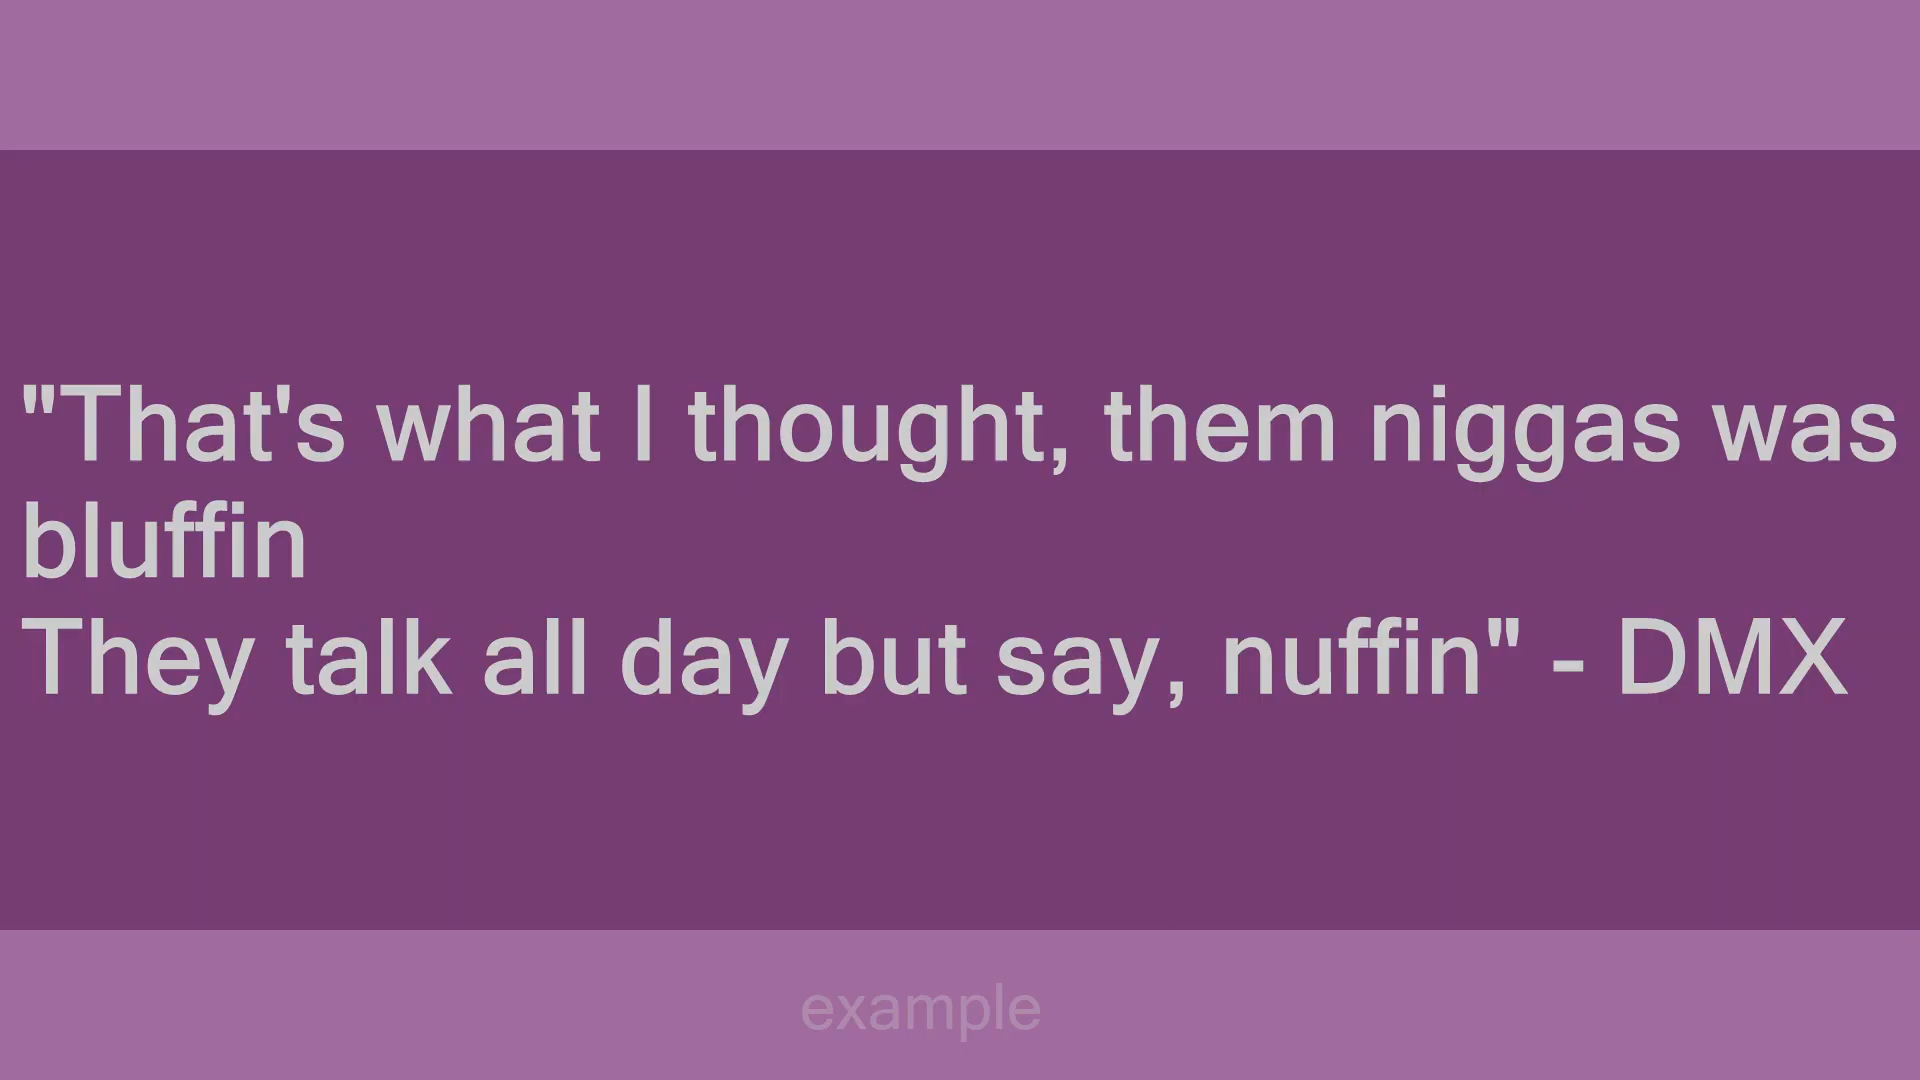 "That's what I thought, them niggas was
bluffin
They talk all day but say, nuffin" - DMX
example